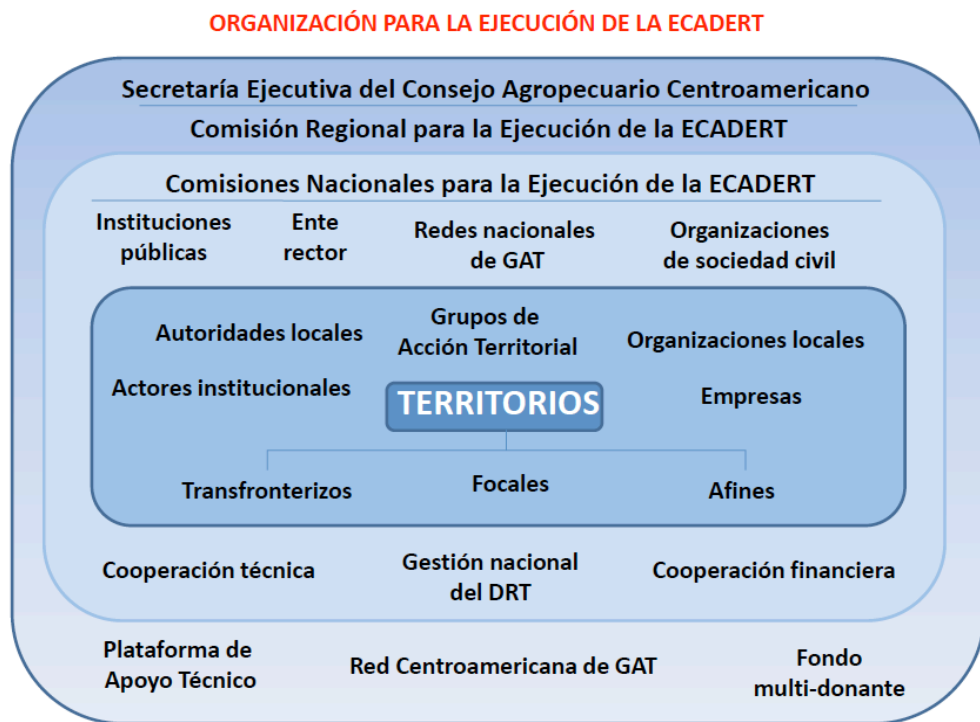 ORGANIZACIÓN PARA LA EJECUCIÓN DE LA ECADERT
Secretaría Ejecutiva del Consejo Agropecuario Centroamericano
Comisión Regional para la Ejecución de la ECADERT
Comisiones Nacionales para la Ejecución de la ECADERT
Instituciones
públicas
Ente
rector
Redes nacionales
de GAT
Organizaciones
de sociedad civil
Autoridades locales
Grupos de
Acción Territorial
Organizaciones locales
Actores institucionales
TERRITORIOS
Empresas
Transfronterizos
Focales
Afines
Cooperación técnica
Gestión nacional
del DRT
Cooperación financiera
Plataforma de
Apoyo Técnico
Red Centroamericana de GAT
Fondo
multi-donante